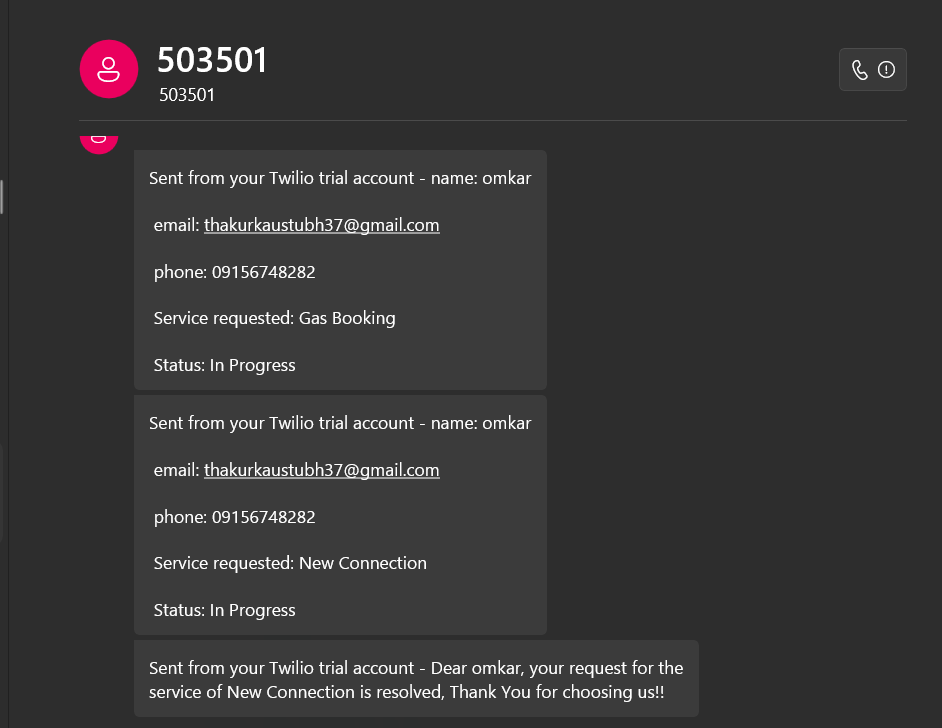 503501
503501
Sent from your Twilio trial account - name: omkar
email: thakurkaustubh37@gmail.com
phone: 09156748282
Service requested: Gas Booking
Status: In Progress
Sent from your Twilio trial account - name: omkar
email: thakurkaustubh37@gmail.com
phone: 09156748282
Service requested: New Connection
Status: In Progress
Sent from your Twilio trial account - Dear omkar, your request for the
service of New Connection is resolved, Thank You for choosing us!!